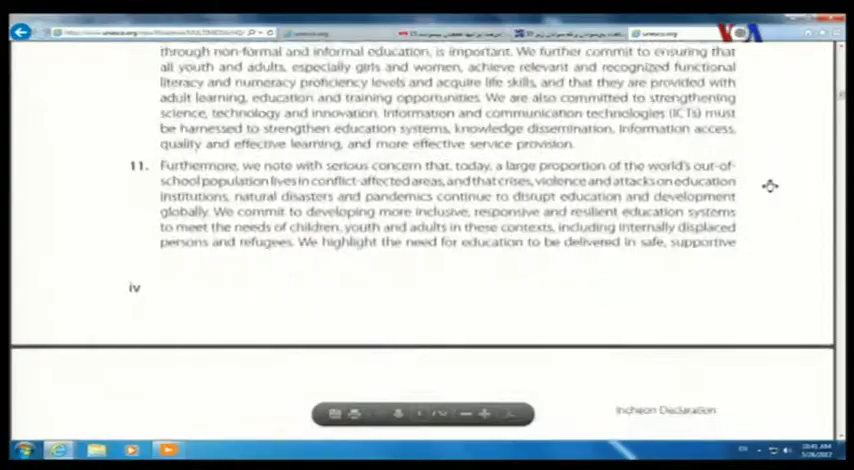 VOA
unesco.org
unesco.org
through non-formal and informal education, is important. We further commit to ensuring that
all youth and adults, especially girls and women, achieve relevant and recognized functional
literacy and numeracy proficiency levels and acquire life skills, and that they are provided with
adult learning, education and training opportunities. We are also committed to strengthening
science, technology and innovation. Information and communication technologies (ICTs) must
be harnessed to strengthen education systems, knowledge dissemination, information access,
quality and effective learning, and more effective service provision.
11. Furthermore, we note with serious concern that, today, a large proportion of the world's out-of-
school population lives in conflict-affected areas, and that crises, violence and attacks on education
institutions, natural disasters and pandemics continue to disrupt education and development
globally. We commit to developing more inclusive, responsive and resilient education systems
to meet the needs of children, youth and adults in these contexts, including internally displaced
persons and refugees. We highlight the need for education to be delivered in safe, supportive
iv
Incheon Declaration
EN